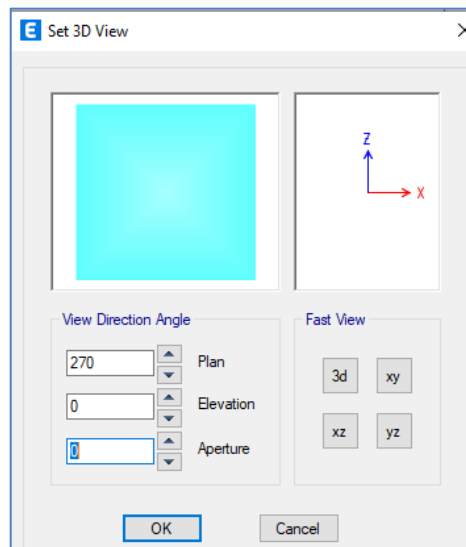 E Set 3D View
Z
X
View Direction Angle
270 Plan
0 Elevation
0 Aperture
Fast View
3d xy
xz yz
OK Cancel